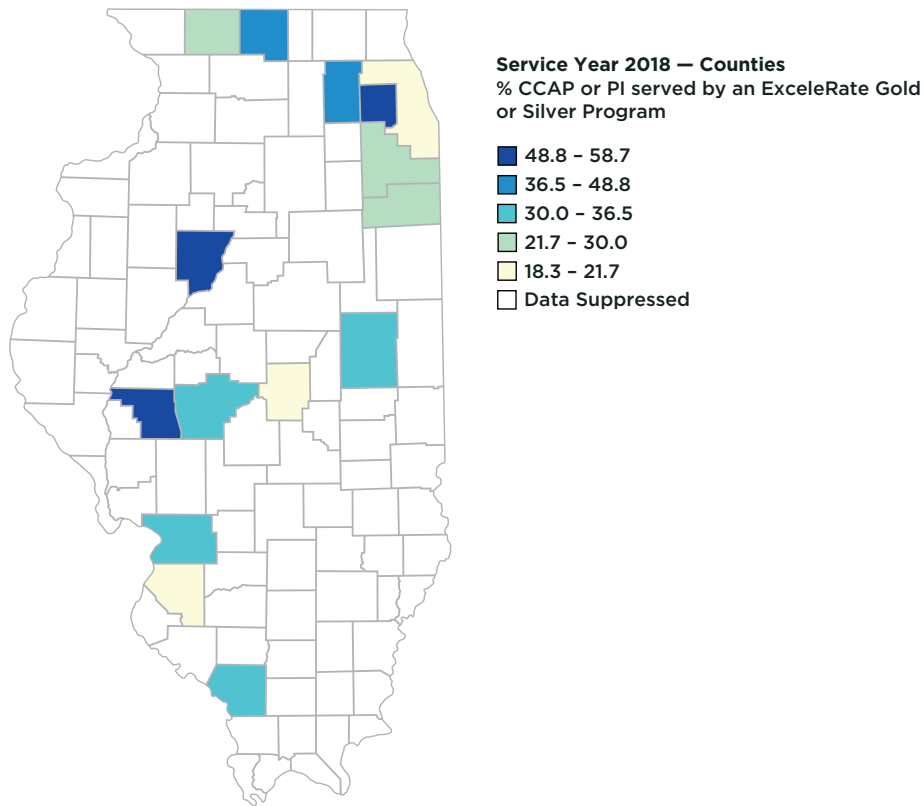 Service Year 2018 — Counties
% CCAP or PI served by an ExceleRate Gold
or Silver Program
48.8 – 58.7
36.5 – 48.8
30.0 – 36.5
21.7 – 30.0
18.3 – 21.7
Data Suppressed